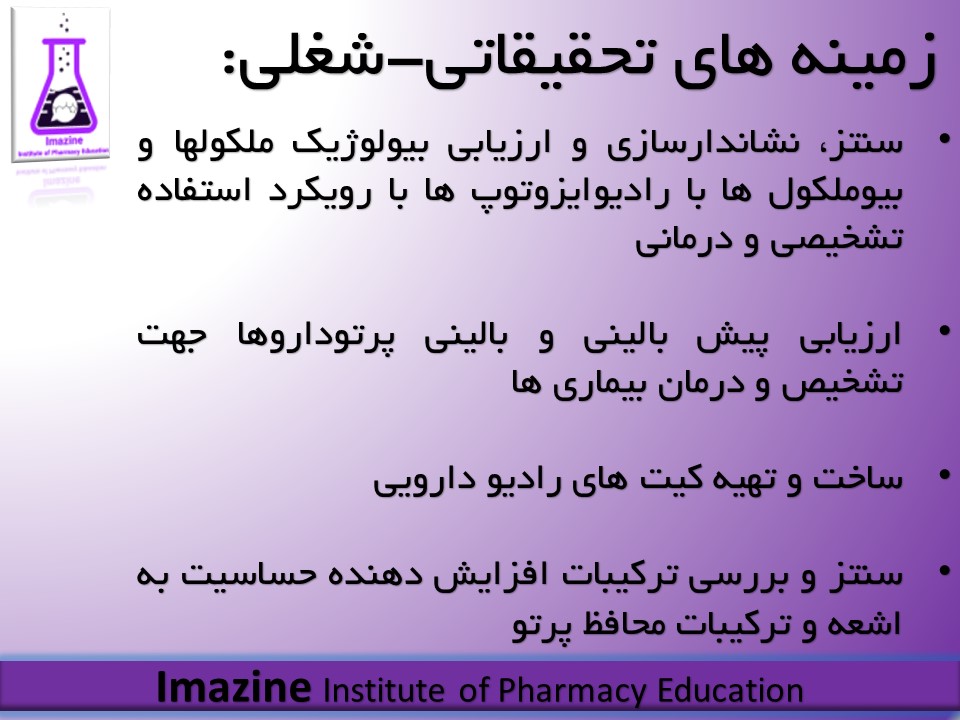 Imazine
Institute of Pharmacy Education
زمینه های تحقیقاتی-شغلی:
• سنتز، نشاندارسازی و ارزیابی بیولوژیک ملکولها و
بیوملکول ها با رادیوایزوتوپ ها با رویکرد استفاده
تشخیصی و درمانی
• ارزیابی پیش بالینی و بالینی پرتوداروها جهت
تشخیص و درمان بیماری ها
• ساخت و تهیه کیت های رادیو دارویی
• سنتز و بررسی ترکیبات افزایش دهنده حساسیت به
اشعه و ترکیبات محافظ پرتو
Imazine Institute of Pharmacy Education